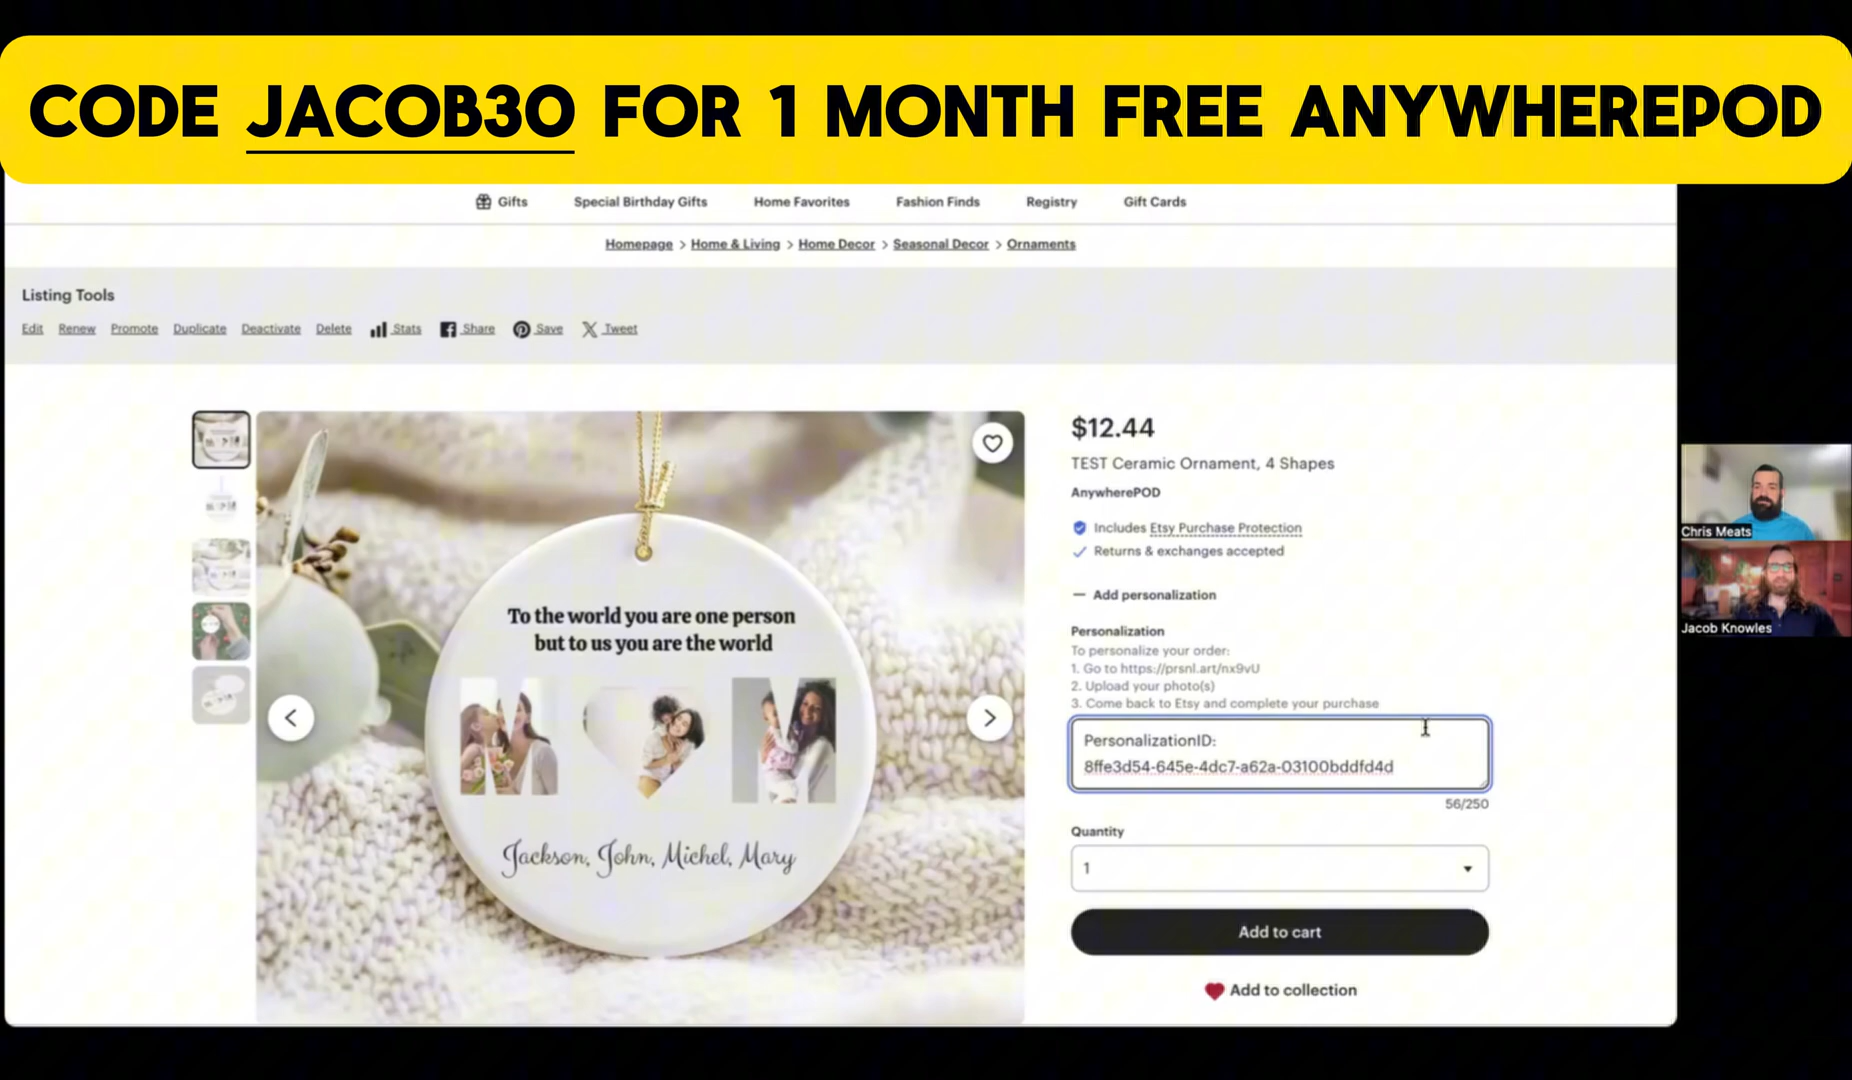 CODE JACOB30 FOR 1 MONTH FREE ANYWHEREPOD
Gifts Special Birthday Gifts Home Favorites Fashion Finds Registry Gift Cards
Homepage > Home & Living > Home Decor > Seasonal Decor > Ornaments
Listing Tools
Edit Renew Promote Duplicate Deactivate Delete Stats Share Save Tweet
To the world you are one person
but to us you are the world
Jackson, John, Michel, Mary
$12.44
TEST Ceramic Ornament, 4 Shapes
AnywherePOD
Includes Etsy Purchase Protection
Returns & exchanges accepted
Add personalization
Personalization
To personalize your order:
1. Go to https://prsnl.art/nx9vU
2. Upload your photo(s)
3. Come back to Etsy and complete your purchase
PersonalizationID:
8ffe3d54-645e-4dc7-a62a-03100bddfd4d
56/250
Quantity
1
Add to cart
Add to collection
Chris Meats
Jacob Knowles